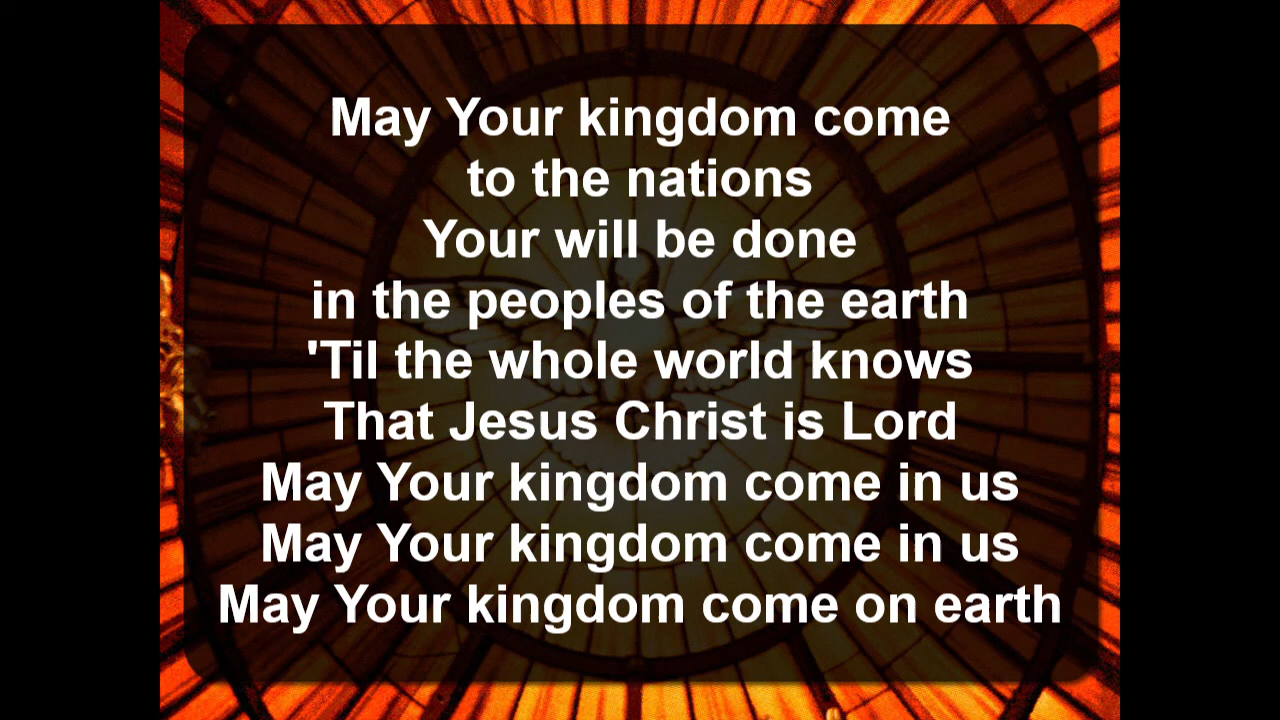 May Your kingdom come
to the nations
Your will be done
in the peoples of the earth
'Til the whole world knows
That Jesus Christ is Lord
May Your kingdom come in us
May Your kingdom come in us
May Your kingdom come on earth